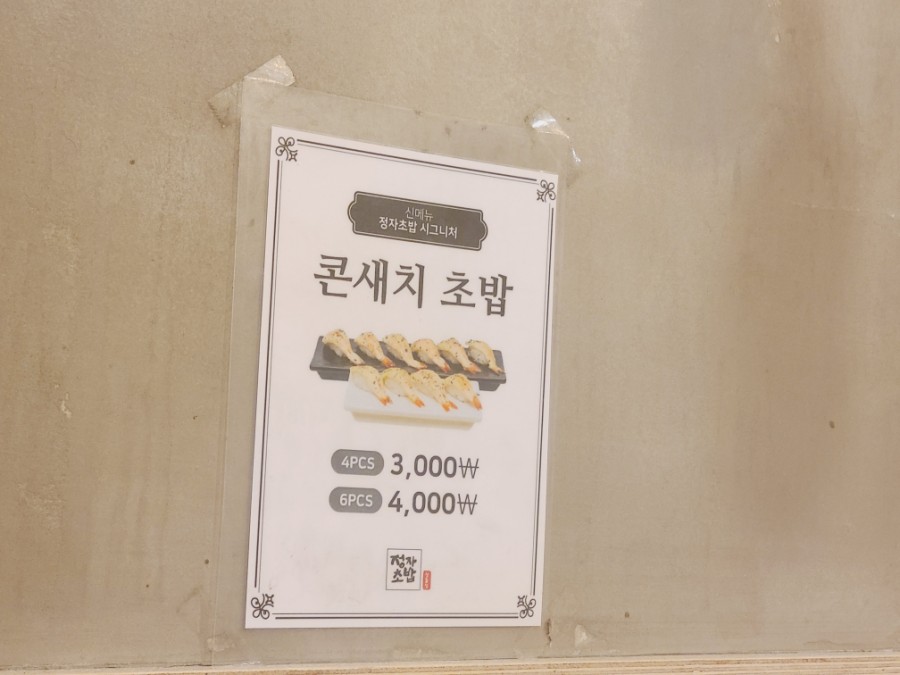 신메뉴
정자초밥 시그니처
콘새치 초밥
4PCS 3,000₩
6PCS 4,000₩
정자
초밥